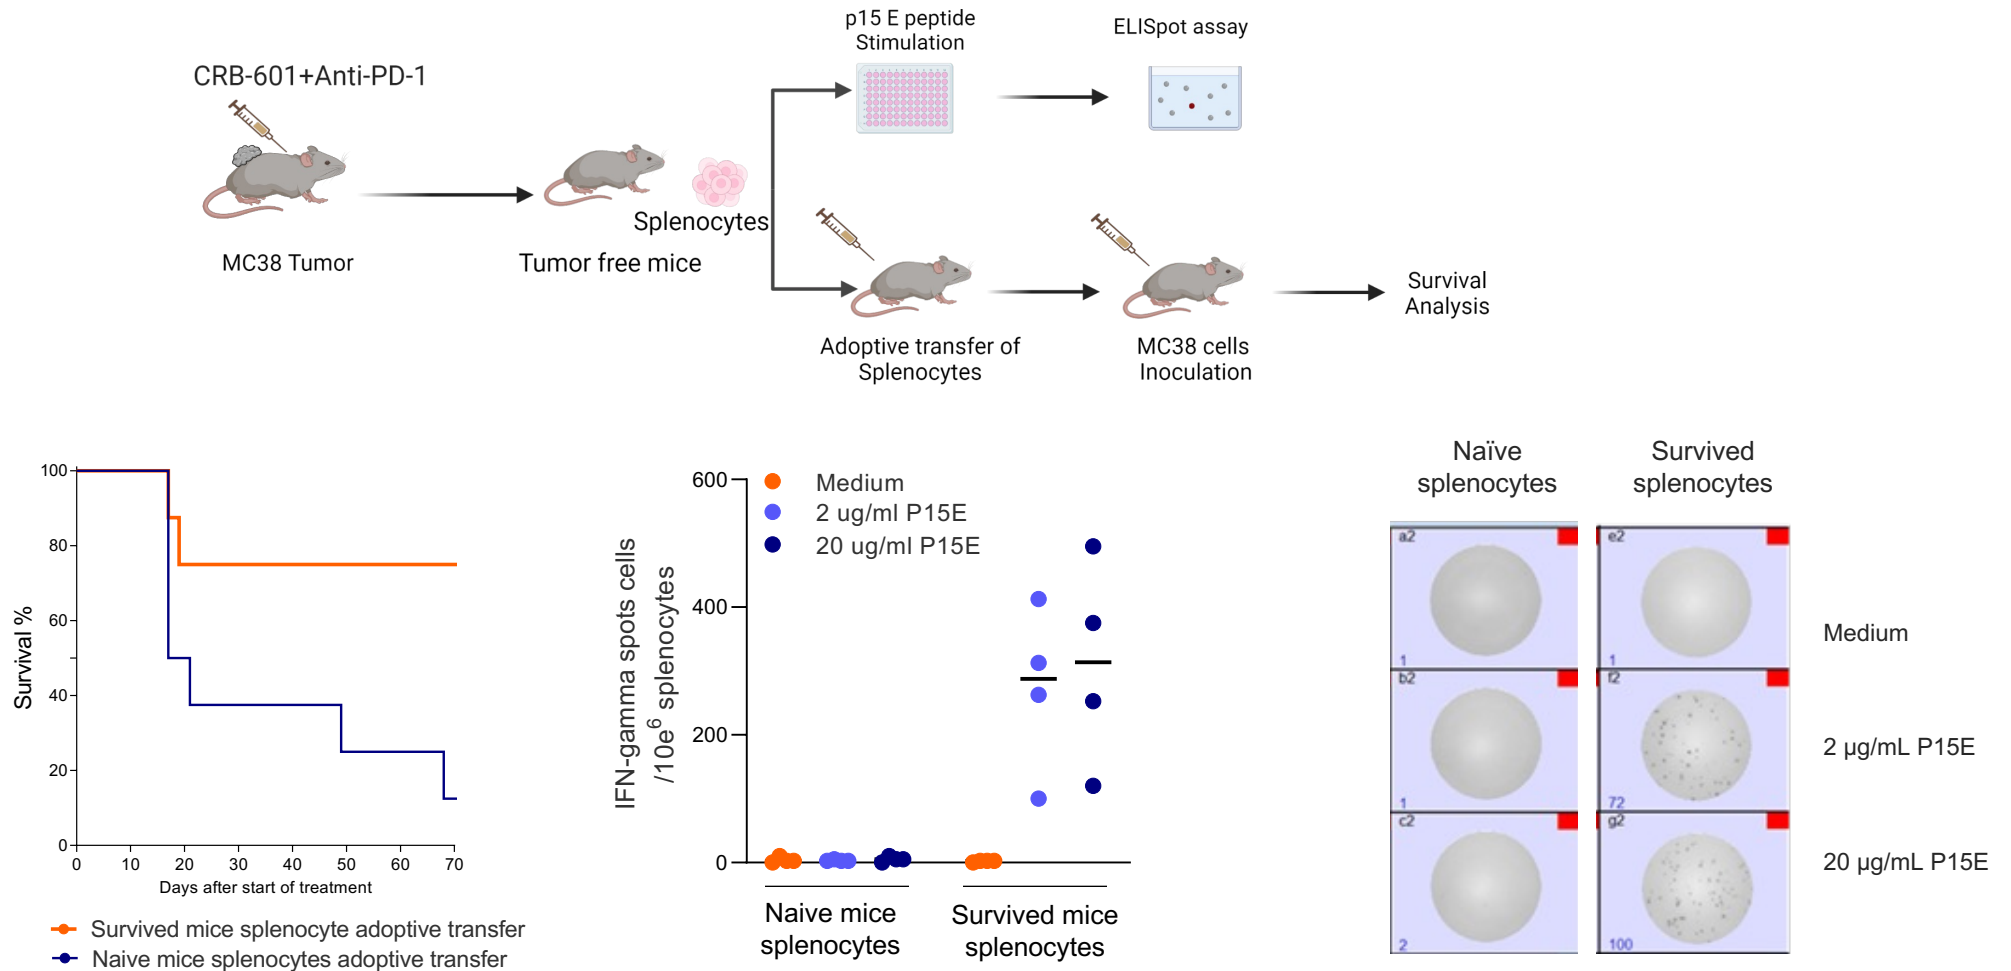 p15 E peptide
Stimulation
ELISpot assay
CRB-601+Anti-PD-1
Splenocytes
MC38 Tumor
Tumor free mice
Survival
Analysis
Adoptive transfer of
Splenocytes
MC38 cells
Inoculation
100
80
60
40
20
0
Survival %
0 10 20 30 40 50 60 70
Days after start of treatment
Survived mice splenocyte adoptive transfer
Naive mice splenocytes adoptive transfer
IFN-gamma spots cells
/10e⁶ splenocytes
600
400
200
0
Medium
2 ug/ml P15E
20 ug/ml P15E
Naive mice
splenocytes
Survived mice
splenocytes
Naïve
splenocytes
Survived
splenocytes
a2
1
e2
1
Medium
b2
1
f2
72
2 µg/mL P15E
c2
2
g2
100
20 µg/mL P15E